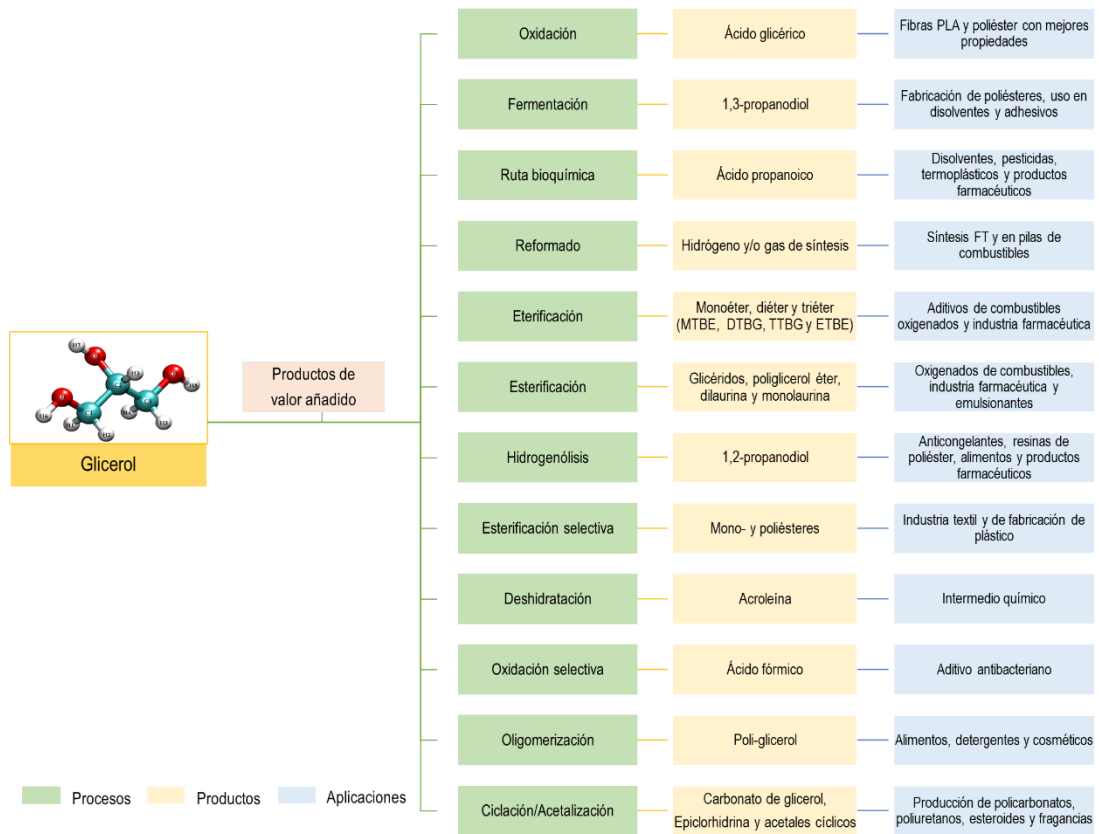 Oxidación
Ácido glicérico
Fibras PLA y poliéster con mejores
propiedades
Fermentación
1,3-propanodiol
Fabricación de poliésteres, uso en
disolventes y adhesivos
Ruta bioquímica
Ácido propanoico
Disolventes, pesticidas,
termoplásticos y productos
farmacéuticos
Reformado
Hidrógeno y/o gas de síntesis
Síntesis FT y en pilas de
combustibles
Eterificación
Monoéter, diéter y triéter
(MTBE, DTBG, TTBG y ETBE)
Aditivos de combustibles
oxigenados y industria farmacéutica
Glicerol
Productos de
valor añadido
Esterificación
Glicéridos, poliglicerol éter,
dilaurina y monolaurina
Oxigenados de combustibles,
industria farmacéutica y
emulsionantes
Hidrogenólisis
1,2-propanodiol
Anticongelantes, resinas de
poliéster, alimentos y productos
farmacéuticos
Esterificación selectiva
Mono- y poliésteres
Industria textil y de fabricación de
plástico
Deshidratación
Acroleína
Intermedio químico
Oxidación selectiva
Ácido fórmico
Aditivo antibacteriano
Oligomerización
Poli-glicerol
Alimentos, detergentes y cosméticos
Ciclación/Acetalización
Carbonato de glicerol,
Epiclorhidrina y acetales cíclicos
Producción de policarbonatos,
poliuretanos, esteroides y fragancias
Procesos
Productos
Aplicaciones